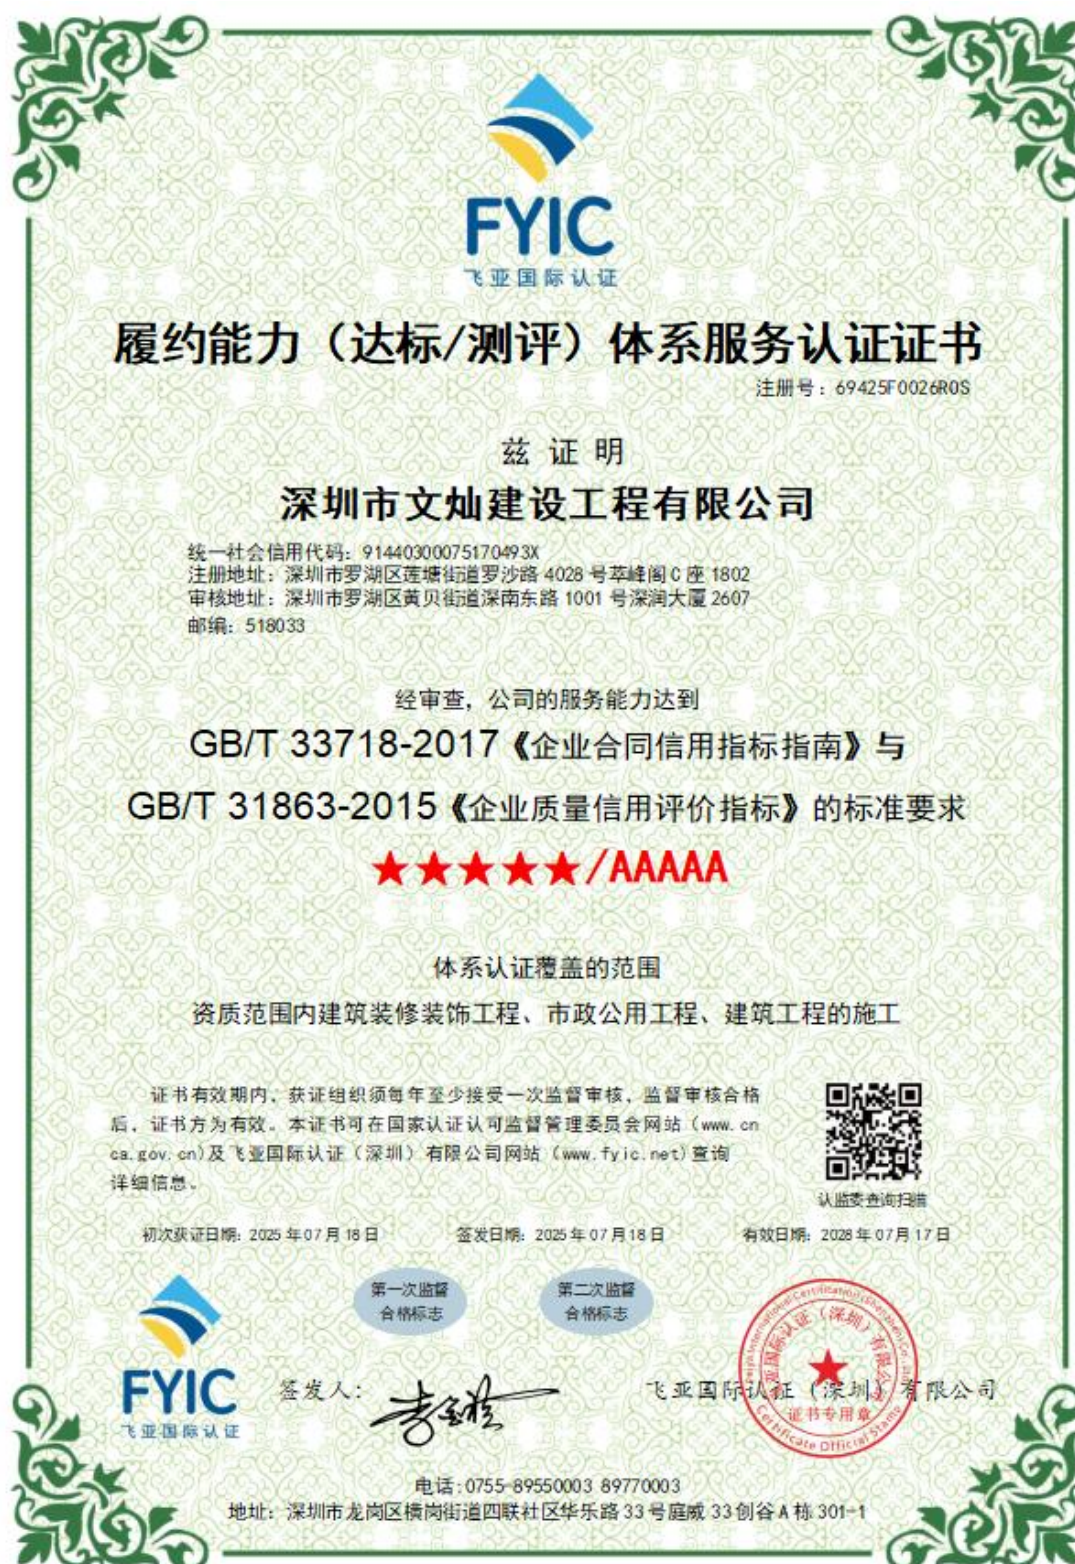 FYIC
飞亚国际认证
履约能力（达标/测评）体系服务认证证书
注册号：69425F0026R0S
兹 证 明
深圳市文灿建设工程有限公司
统一社会信用代码：91440300075170493X
注册地址：深圳市罗湖区莲塘街道罗沙路 4028 号萃峰阁 C 座 1802
审核地址：深圳市罗湖区黄贝街道深南东路 1001 号深润大厦 2607
邮编：518033
经审查，公司的服务能力达到
GB/T 33718-2017《企业合同信用指标指南》与
GB/T 31863-2015《企业质量信用评价指标》的标准要求
★★★★★/AAAAA
体系认证覆盖的范围
资质范围内建筑装修装饰工程、市政公用工程、建筑工程的施工
证书有效期内，获证组织须每年至少接受一次监督审核，监督审核合格
后，证书方为有效。本证书可在国家认证认可监督管理委员会网站（www.cn
ca.gov.cn)及飞亚国际认证（深圳）有限公司网站（www.fyic.net)查询
详细信息。
认监委查询扫描
初次获证日期：2025 年 07 月 18 日 签发日期：2025 年 07 月 18 日 有效日期：2028 年 07 月 17 日
第一次监督
合格标志
第二次监督
合格标志
FYIC
飞亚国际认证
签发人：
飞亚国际认证（深圳）有限公司
飞亚国际认证（深圳）有限公司
证书专用章
Certificate Official Stamp
电话:0755-89550003 89770003
地址：深圳市龙岗区横岗街道四联社区华乐路 33 号庭威 33 创谷 A 栋 301-1